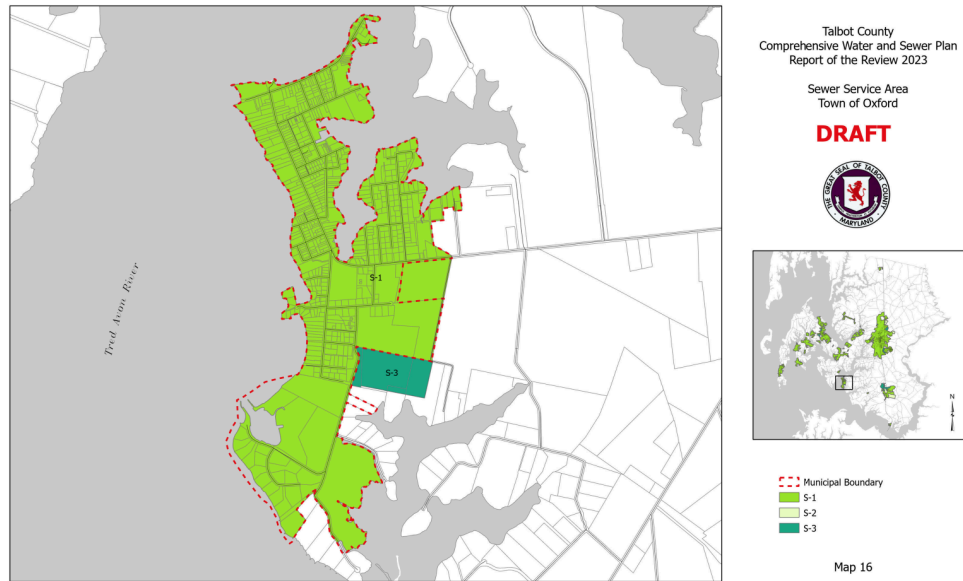 Talbot County
Comprehensive Water and Sewer Plan
Report of the Review 2023
Sewer Service Area
Town of Oxford
DRAFT
THE GREAT SEAL OF TALBOT COUNTY
MARYLAND
S-1
S-3
Tred Avon River
N
Municipal Boundary
S-1
S-2
S-3
Map 16